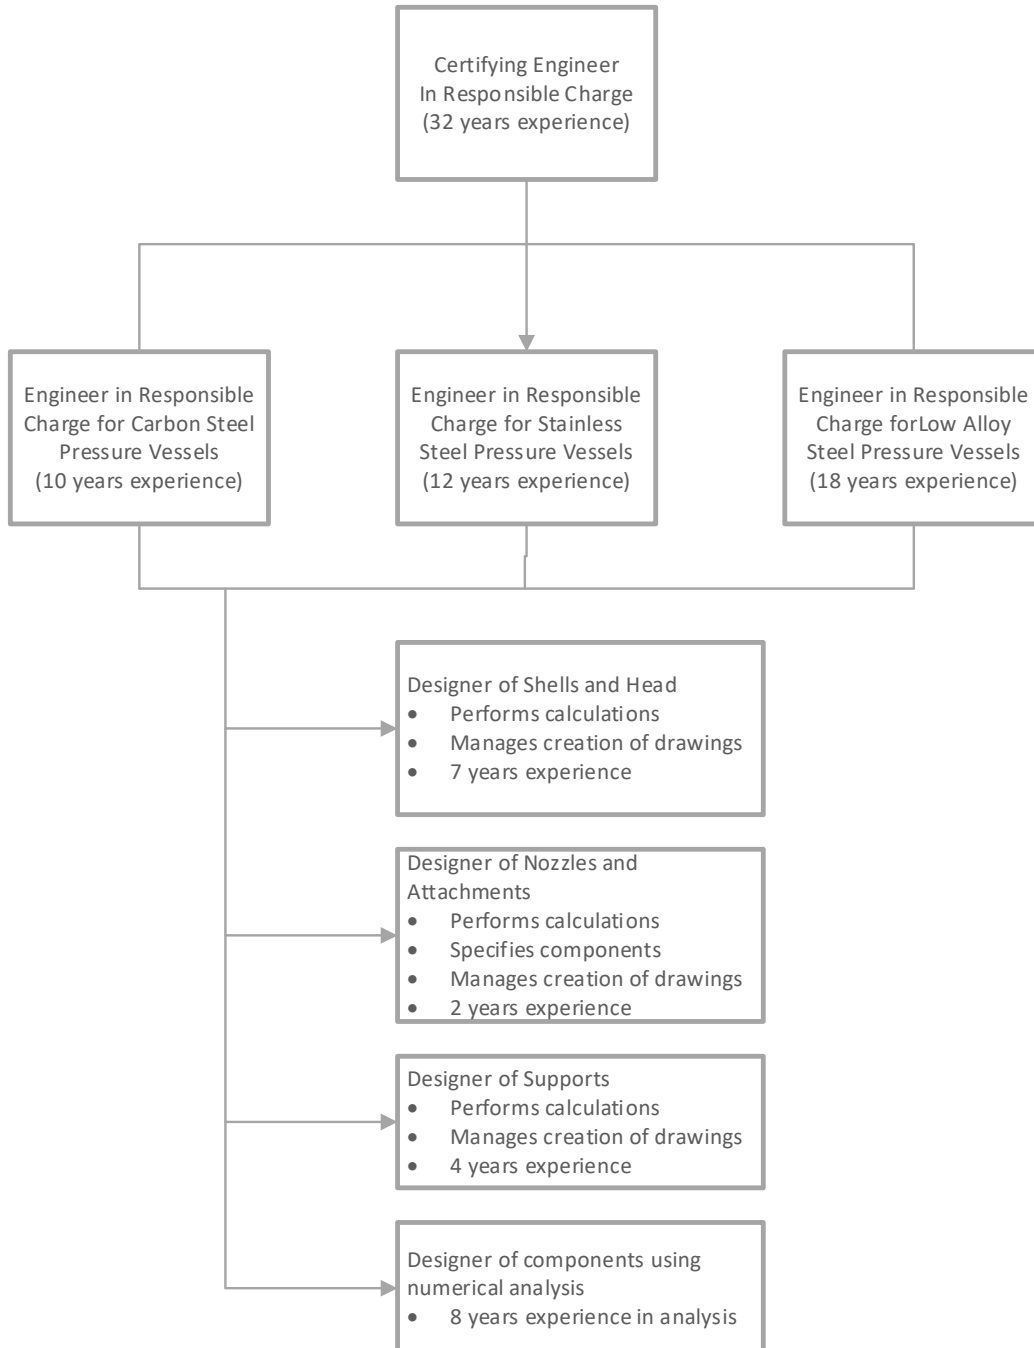 Certifying Engineer
In Responsible Charge
(32 years experience)
Engineer in Responsible
Charge for Carbon Steel
Pressure Vessels
(10 years experience)
Engineer in Responsible
Charge for Stainless
Steel Pressure Vessels
(12 years experience)
Engineer in Responsible
Charge forLow Alloy
Steel Pressure Vessels
(18 years experience)
Designer of Shells and Head
• Performs calculations
• Manages creation of drawings
• 7 years experience
Designer of Nozzles and
Attachments
• Performs calculations
• Specifies components
• Manages creation of drawings
• 2 years experience
Designer of Supports
• Performs calculations
• Manages creation of drawings
• 4 years experience
Designer of components using
numerical analysis
• 8 years experience in analysis